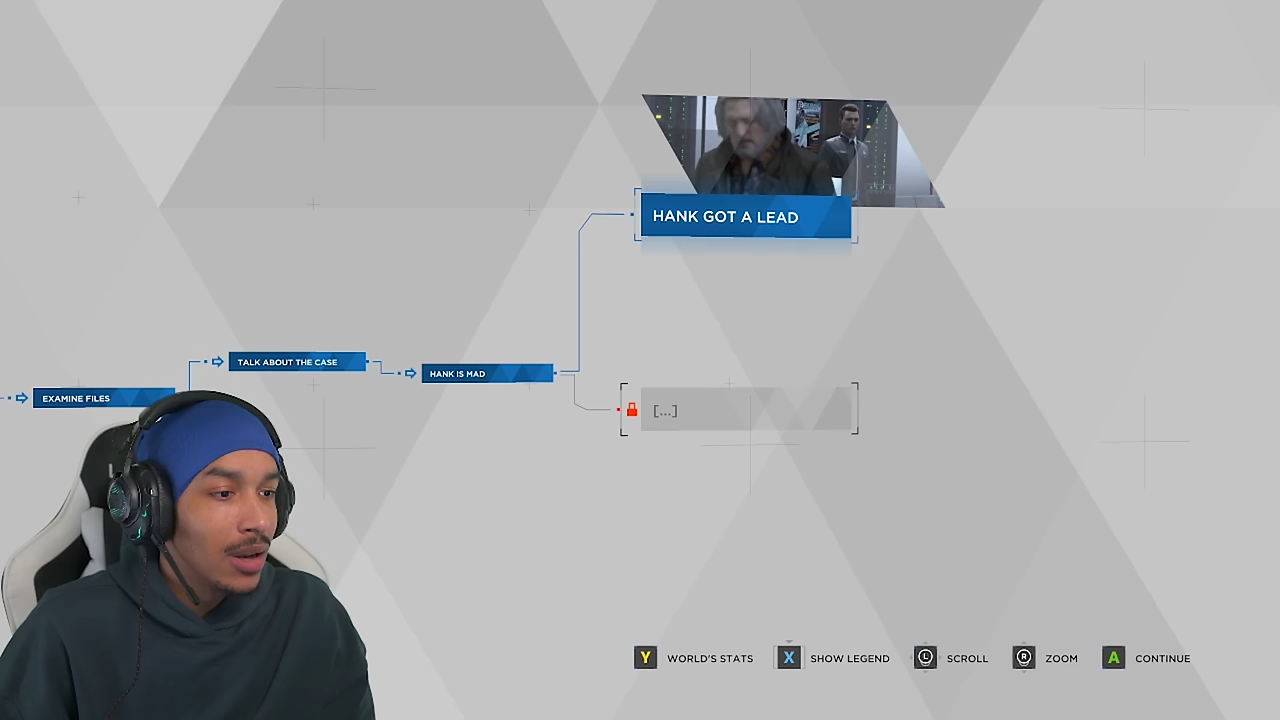 HANK GOT A LEAD
TALK ABOUT THE CASE
HANK IS MAD
EXAMINE FILES
[...]
Y WORLD'S STATS X SHOW LEGEND L SCROLL R ZOOM A CONTINUE